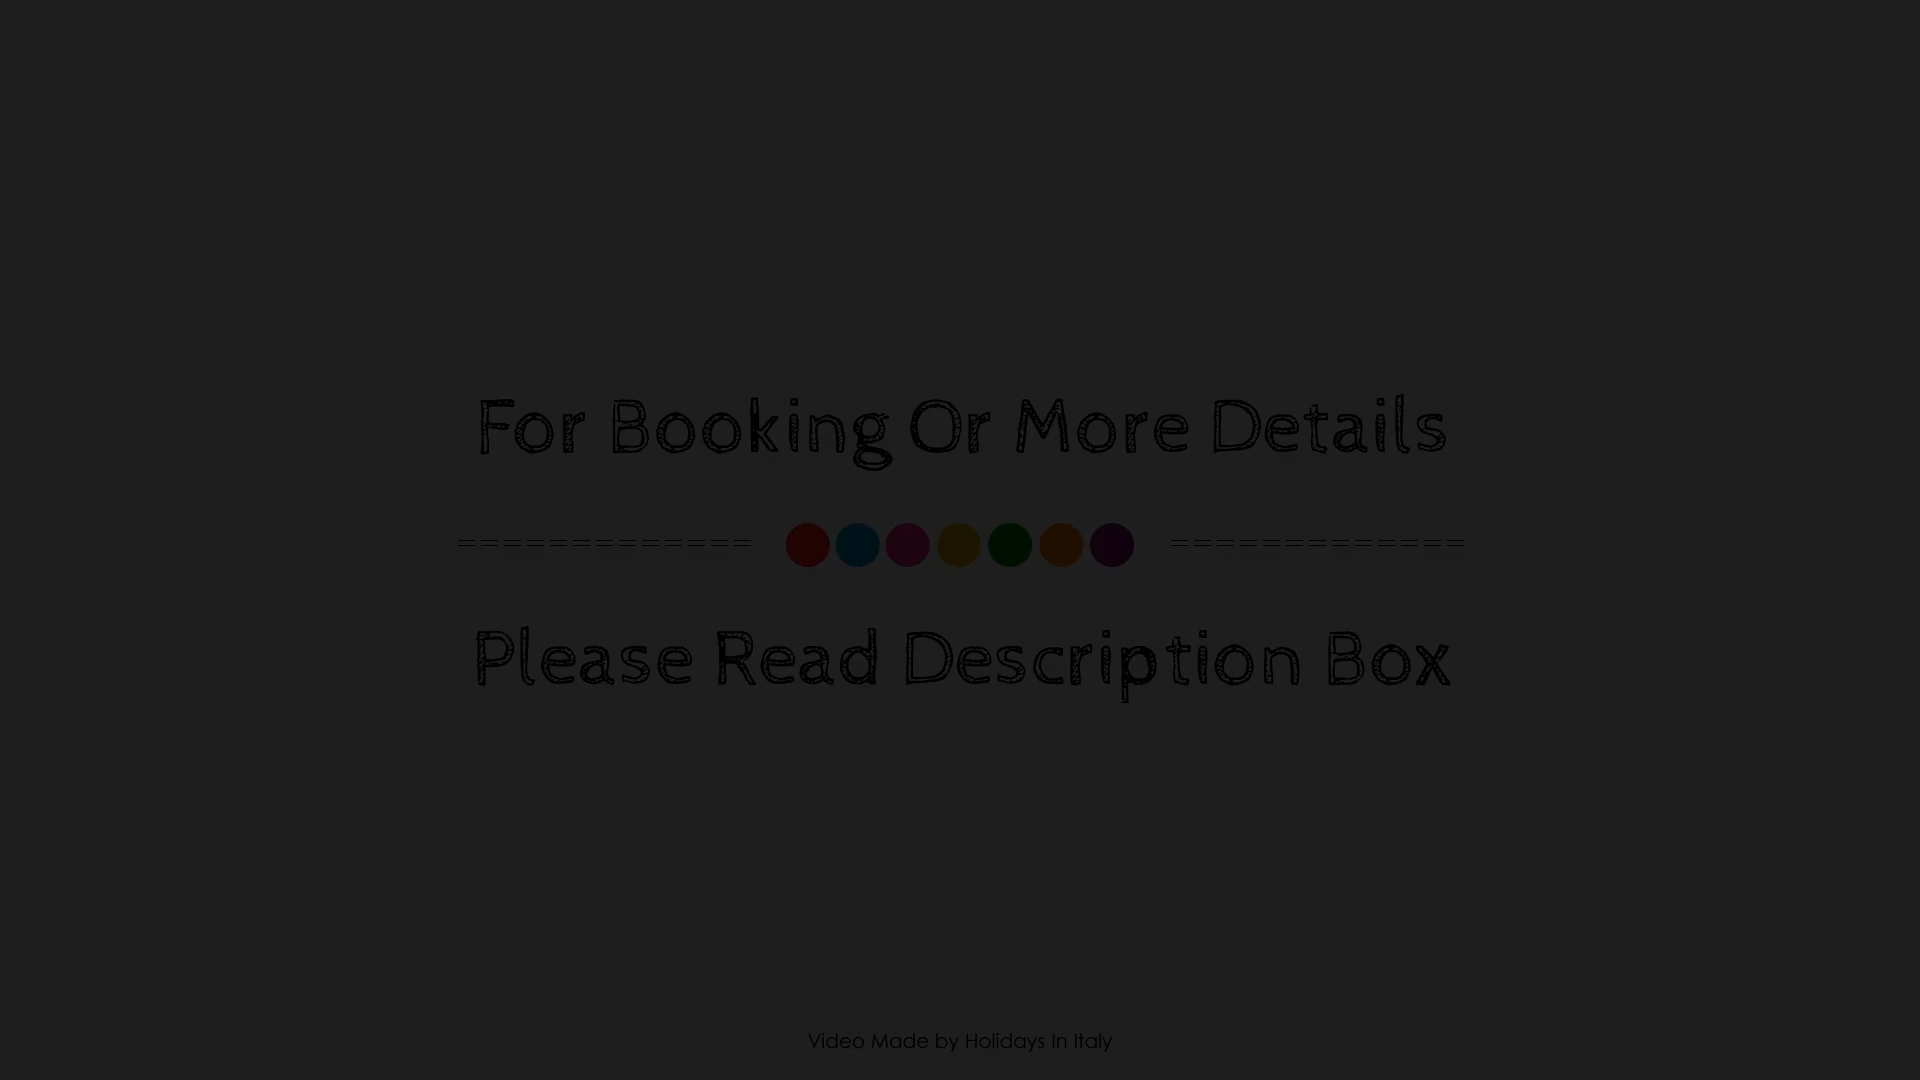 For Booking Or More Details
============= =============
Please Read Description Box
Video Made by Holidays In Italy